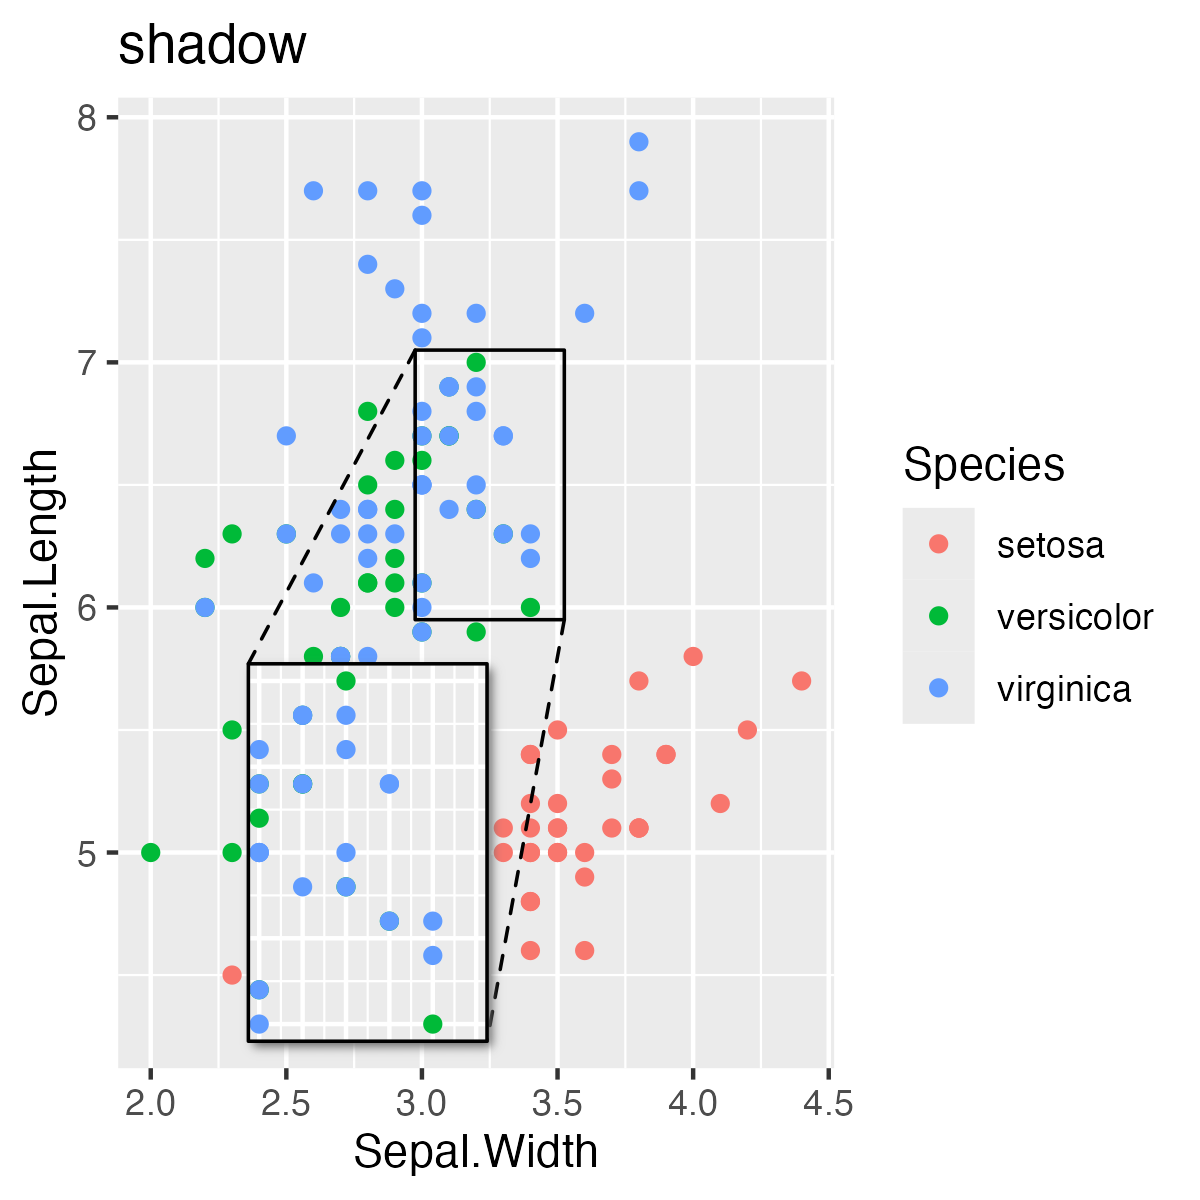 shadow
8
7
6
5
Sepal.Length
2.0 2.5 3.0 3.5 4.0 4.5
Sepal.Width
Species
setosa
versicolor
virginica